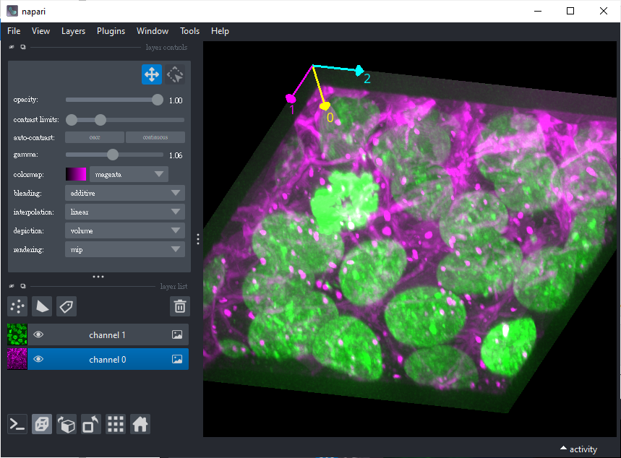 napari
File View Layers Plugins Window Tools Help
layer controls
opacity: 1.00
contrast limits:
auto-contrast: once continuous
gamma: 1.06
colormap: magenta
blending: additive
interpolation: linear
depiction: volume
rendering: mip
layer list
channel 1
channel 0
2
1
0
activity